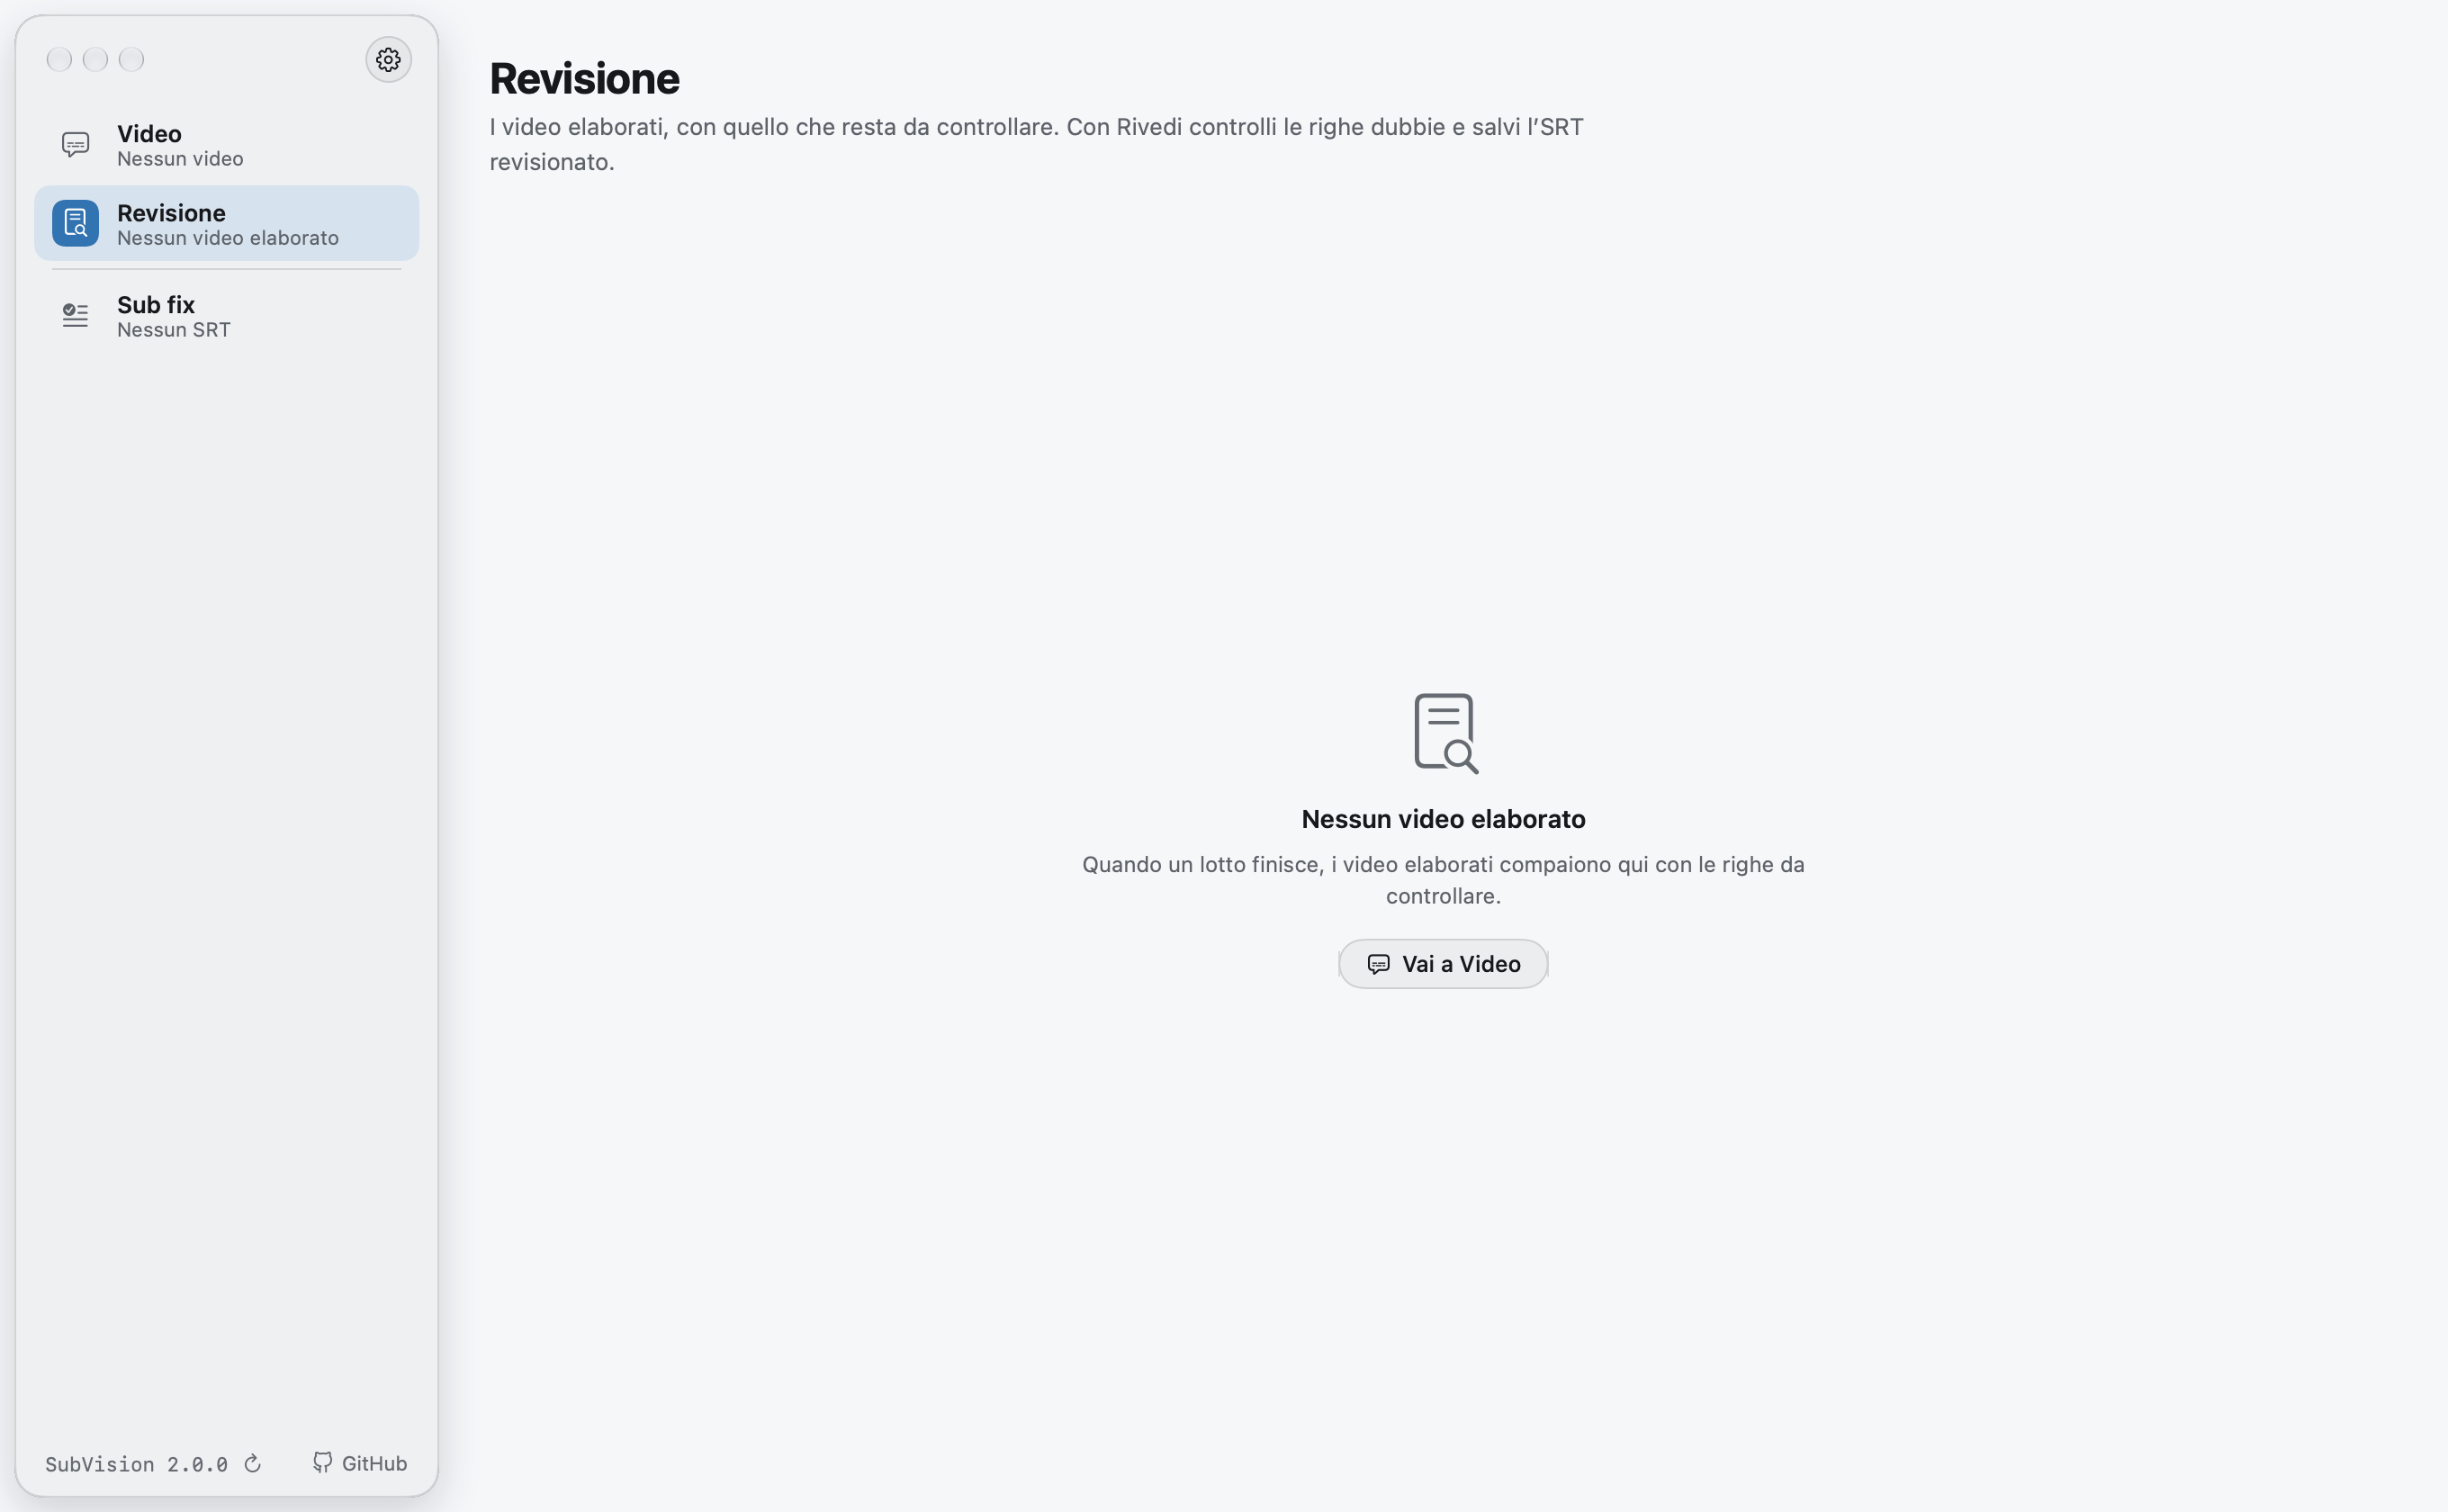 Video
Nessun video
Revisione
Nessun video elaborato
Sub fix
Nessun SRT
SubVision 2.0.0
GitHub
Revisione
I video elaborati, con quello che resta da controllare. Con Rivedi controlli le righe dubbie e salvi l’SRT
revisionato.
Nessun video elaborato
Quando un lotto finisce, i video elaborati compaiono qui con le righe da
controllare.
Vai a Video